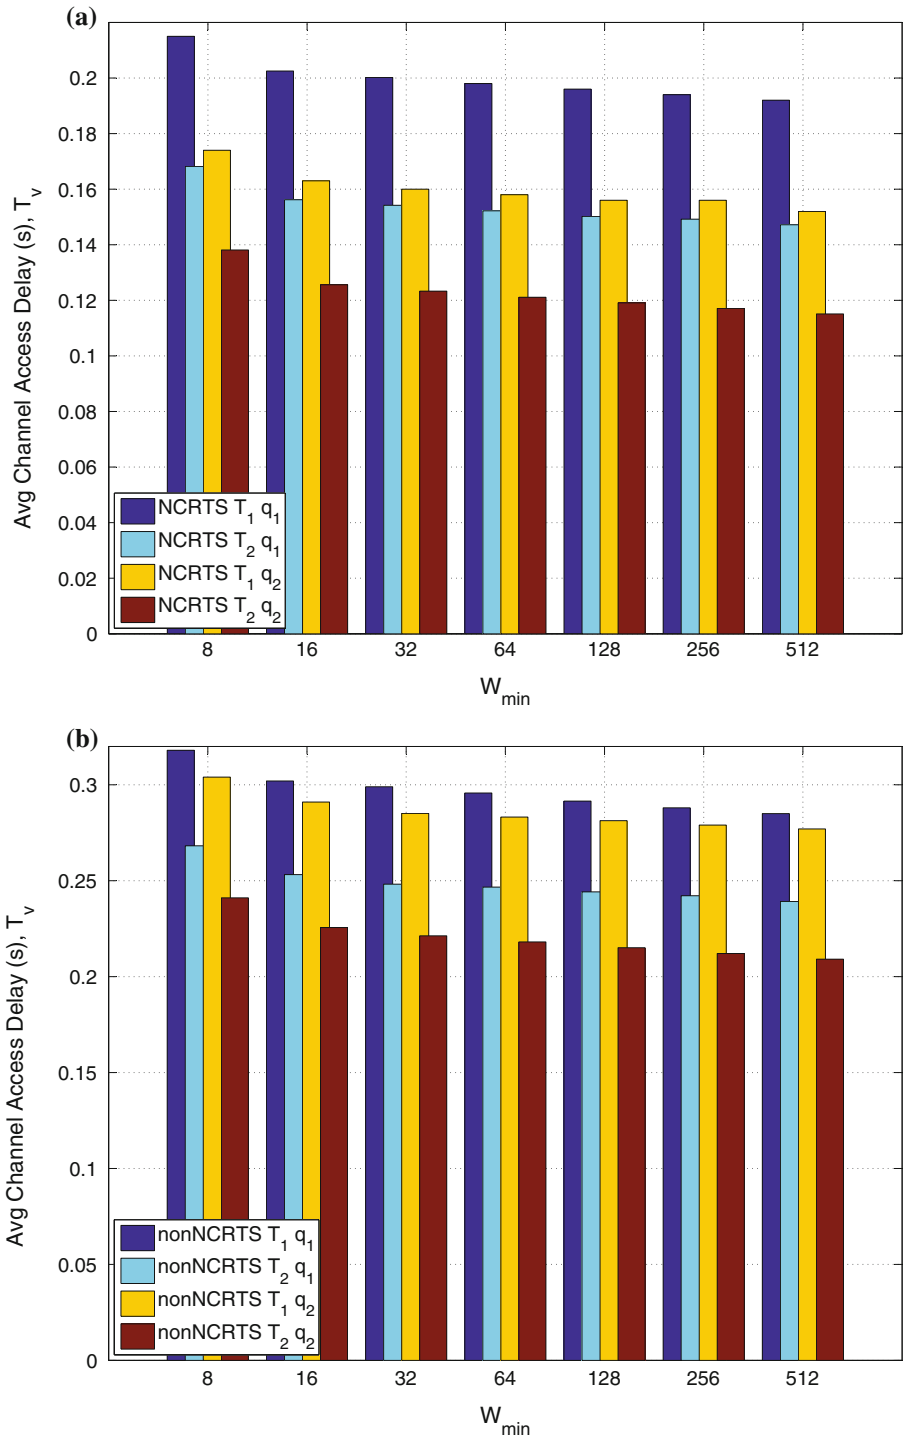 (a)
Avg Channel Access Delay (s), T_v
0.2
0.18
0.16
0.14
0.12
0.1
0.08
0.06
0.04
0.02
0
NCRTS T_1 q_1
NCRTS T_2 q_1
NCRTS T_1 q_2
NCRTS T_2 q_2
8 16 32 64 128 256 512
W_min
(b)
Avg Channel Access Delay (s), T_v
0.3
0.25
0.2
0.15
0.1
0.05
0
nonNCRTS T_1 q_1
nonNCRTS T_2 q_1
nonNCRTS T_1 q_2
nonNCRTS T_2 q_2
8 16 32 64 128 256 512
W_min